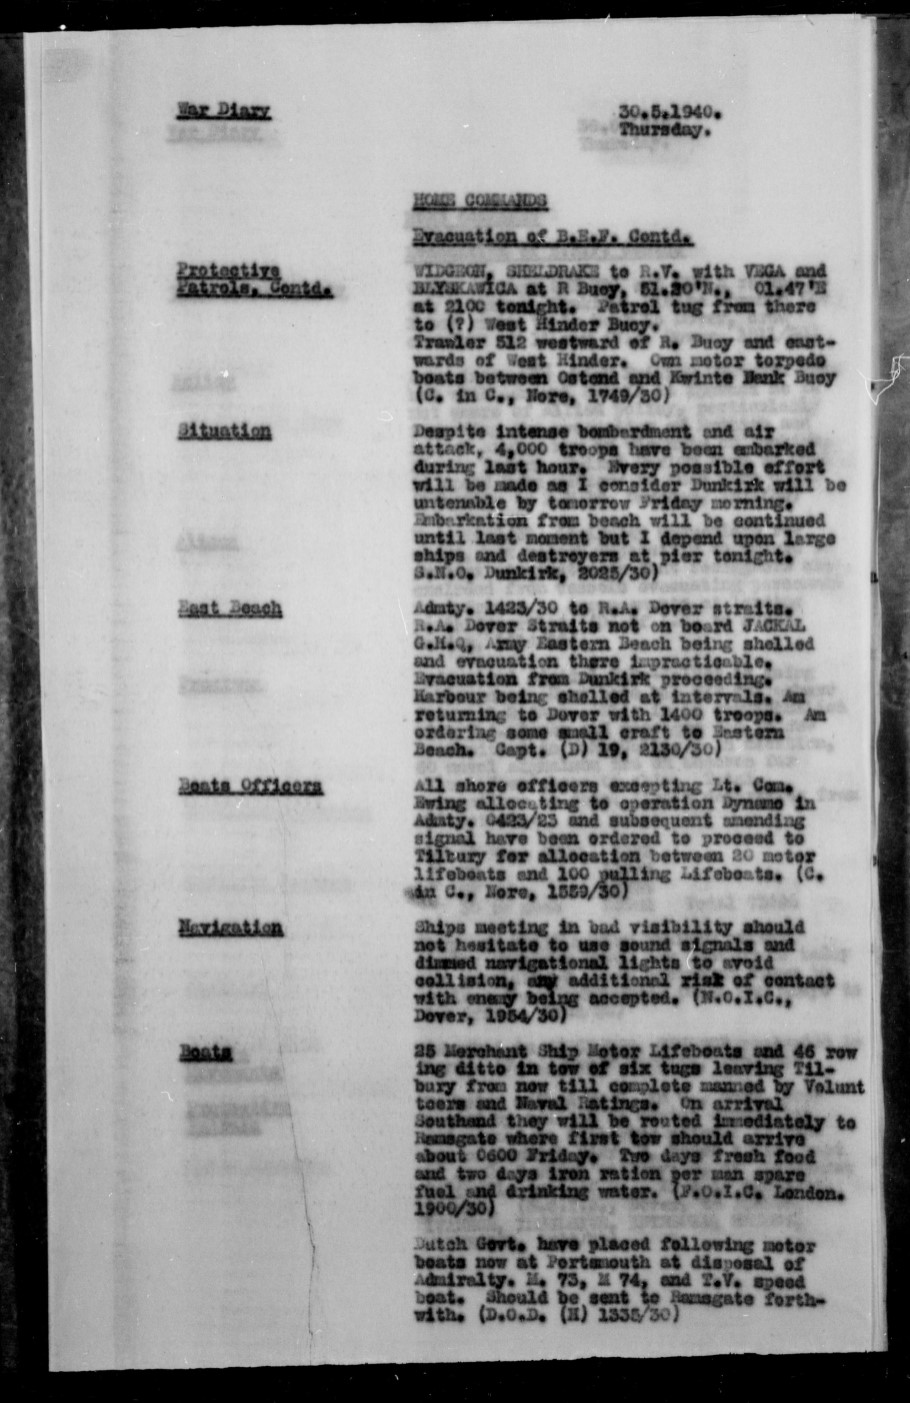 War Diary
30.5.1940.
Thursday.
HOME COMMANDS
Evacuation of B.E.F. Contd.
Protective
Patrols, Contd.
WIDGEON, SHELDRAKE to R.V. with VEGA and
BLYSKAWICA at R Buoy, 51.20'N., 01.47'E
at 2100 tonight. Patrol tug from there
to (?) West Hinder Buoy.
Trawler 512 westward of R. Buoy and east-
wards of West Hinder. Own motor torpedo
boats between Ostend and Kwinte Bank Buoy
(C. in C., Nore, 1749/30)
Situation
Despite intense bombardment and air
attack, 4,000 troops have been embarked
during last hour. Every possible effort
will be made as I consider Dunkirk will be
untenable by tomorrow Friday morning.
Embarkation from beach will be continued
until last moment but I depend upon large
ships and destroyers at pier tonight.
S.N.O. Dunkirk, 2025/30)
East Beach
Admty. 1423/30 to R.A. Dover straits.
R.A. Dover Straits not on board JACKAL
G.H.Q, Army Eastern Beach being shelled
and evacuation there impracticable.
Evacuation from Dunkirk proceeding.
Harbour being shelled at intervals. Am
returning to Dover with 1400 troops. Am
ordering some small craft to Eastern
Beach. Capt. (D) 19, 2130/30)
Boats Officers
All shore officers excepting Lt. Com.
Ewing allocating to operation Dynamo in
Admty. 0423/23 and subsequent amending
signal have been ordered to proceed to
Tilbury for allocation between 20 motor
lifeboats and 100 pulling Lifeboats. (C.
in C., Nore, 1559/30)
Navigation
Ships meeting in bad visibility should
not hesitate to use sound signals and
dimmed navigational lights to avoid
collision, any additional risk of contact
with enemy being accepted. (N.O.I.C.,
Dover, 1954/30)
Boats
25 Merchant Ship Motor Lifeboats and 46 row
ing ditto in tow of six tugs leaving Til-
bury from now till complete manned by Volunt
teers and Naval Ratings. On arrival
Southend they will be routed immediately to
Ramsgate where first tow should arrive
about 0600 Friday. Two days fresh food
and two days iron ration per man spare
fuel and drinking water. (F.O.I.C. London.
1900/30)
Dutch Govt. have placed following motor
boats now at Portsmouth at disposal of
Admiralty. M. 73, M 74, and T.V. speed
boat. Should be sent to Ramsgate forth-
with. (D.O.D. (H) 1335/30)